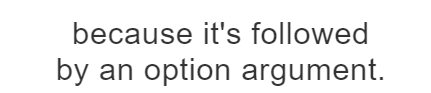 because it's followed
by an option argument.